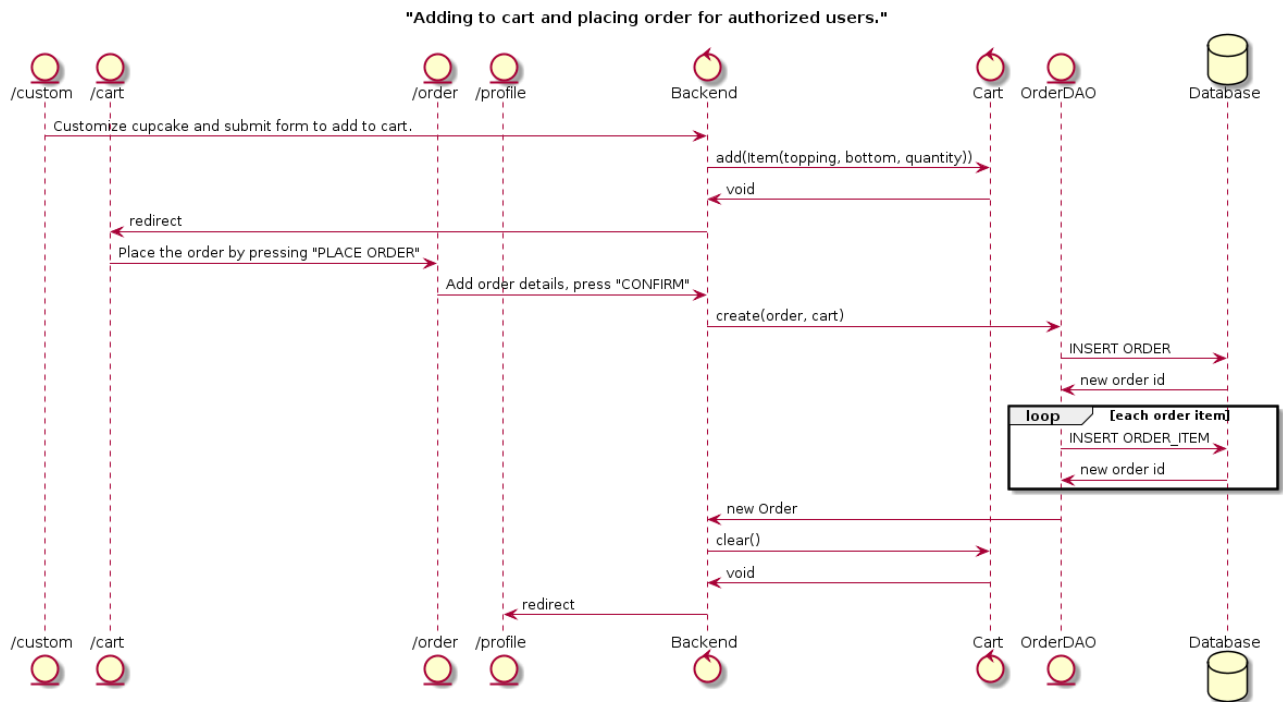 "Adding to cart and placing order for authorized users."
/custom
/cart
/order
/profile
Backend
Cart
OrderDAO
Database
Customize cupcake and submit form to add to cart.
add(Item(topping, bottom, quantity))
void
redirect
Place the order by pressing "PLACE ORDER"
Add order details, press "CONFIRM"
create(order, cart)
INSERT ORDER
new order id
loop
[each order item]
INSERT ORDER_ITEM
new order id
new Order
clear()
void
redirect
/custom
/cart
/order
/profile
Backend
Cart
OrderDAO
Database